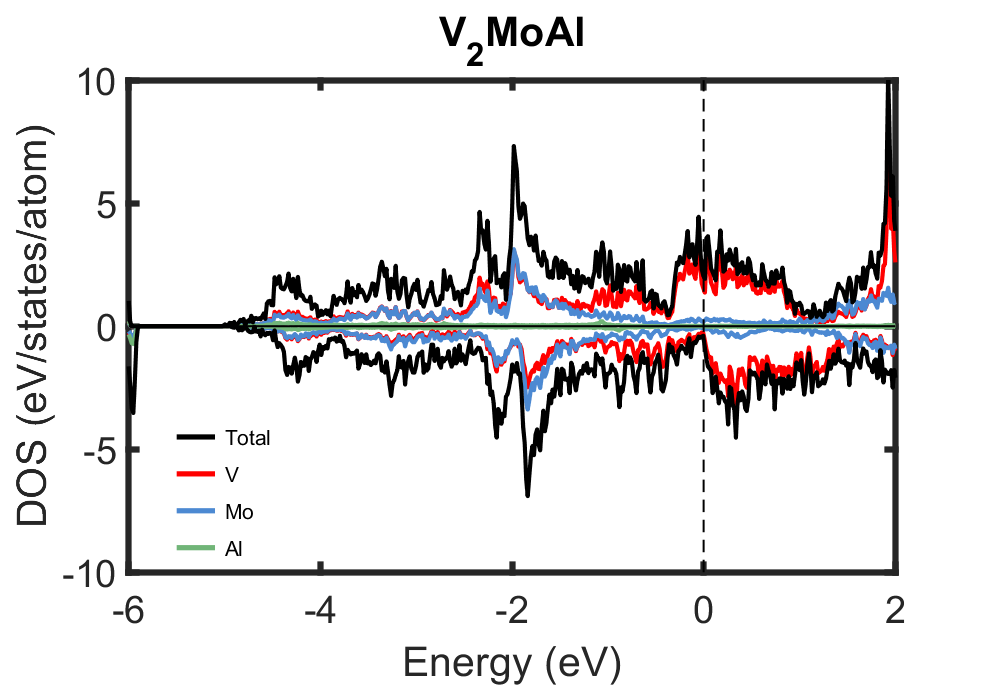 V₂MoAl
10
5
0
-5
-10
DOS (eV/states/atom)
Total
V
Mo
Al
-6 -4 -2 0 2
Energy (eV)